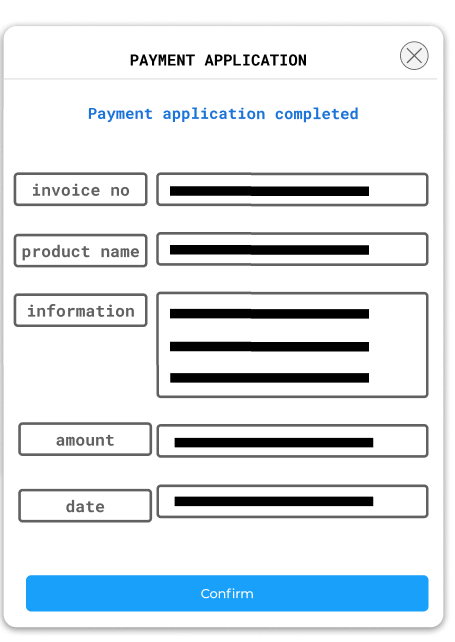 PAYMENT APPLICATION
Payment application completed
invoice no
product name
information
amount
date
Confirm